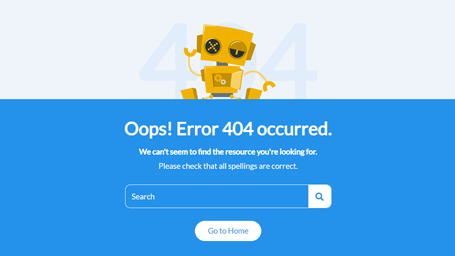 404
Oops! Error 404 occurred.
We can't seem to find the resource you're looking for.
Please check that all spellings are correct.
Search
Go to Home